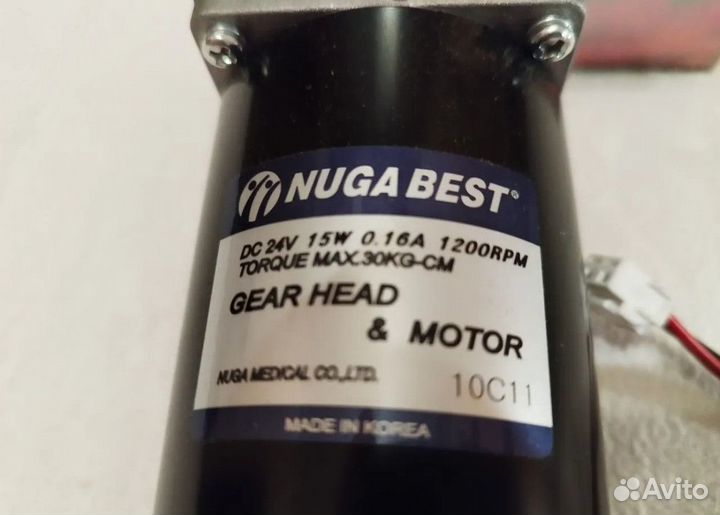 NUGA BEST®
DC 24V 15W 0.16A 1200RPM
TORQUE MAX.30KG-CM
GEAR HEAD
& MOTOR
NUGA MEDICAL CO.,LTD. 10C11
MADE IN KOREA
Avito